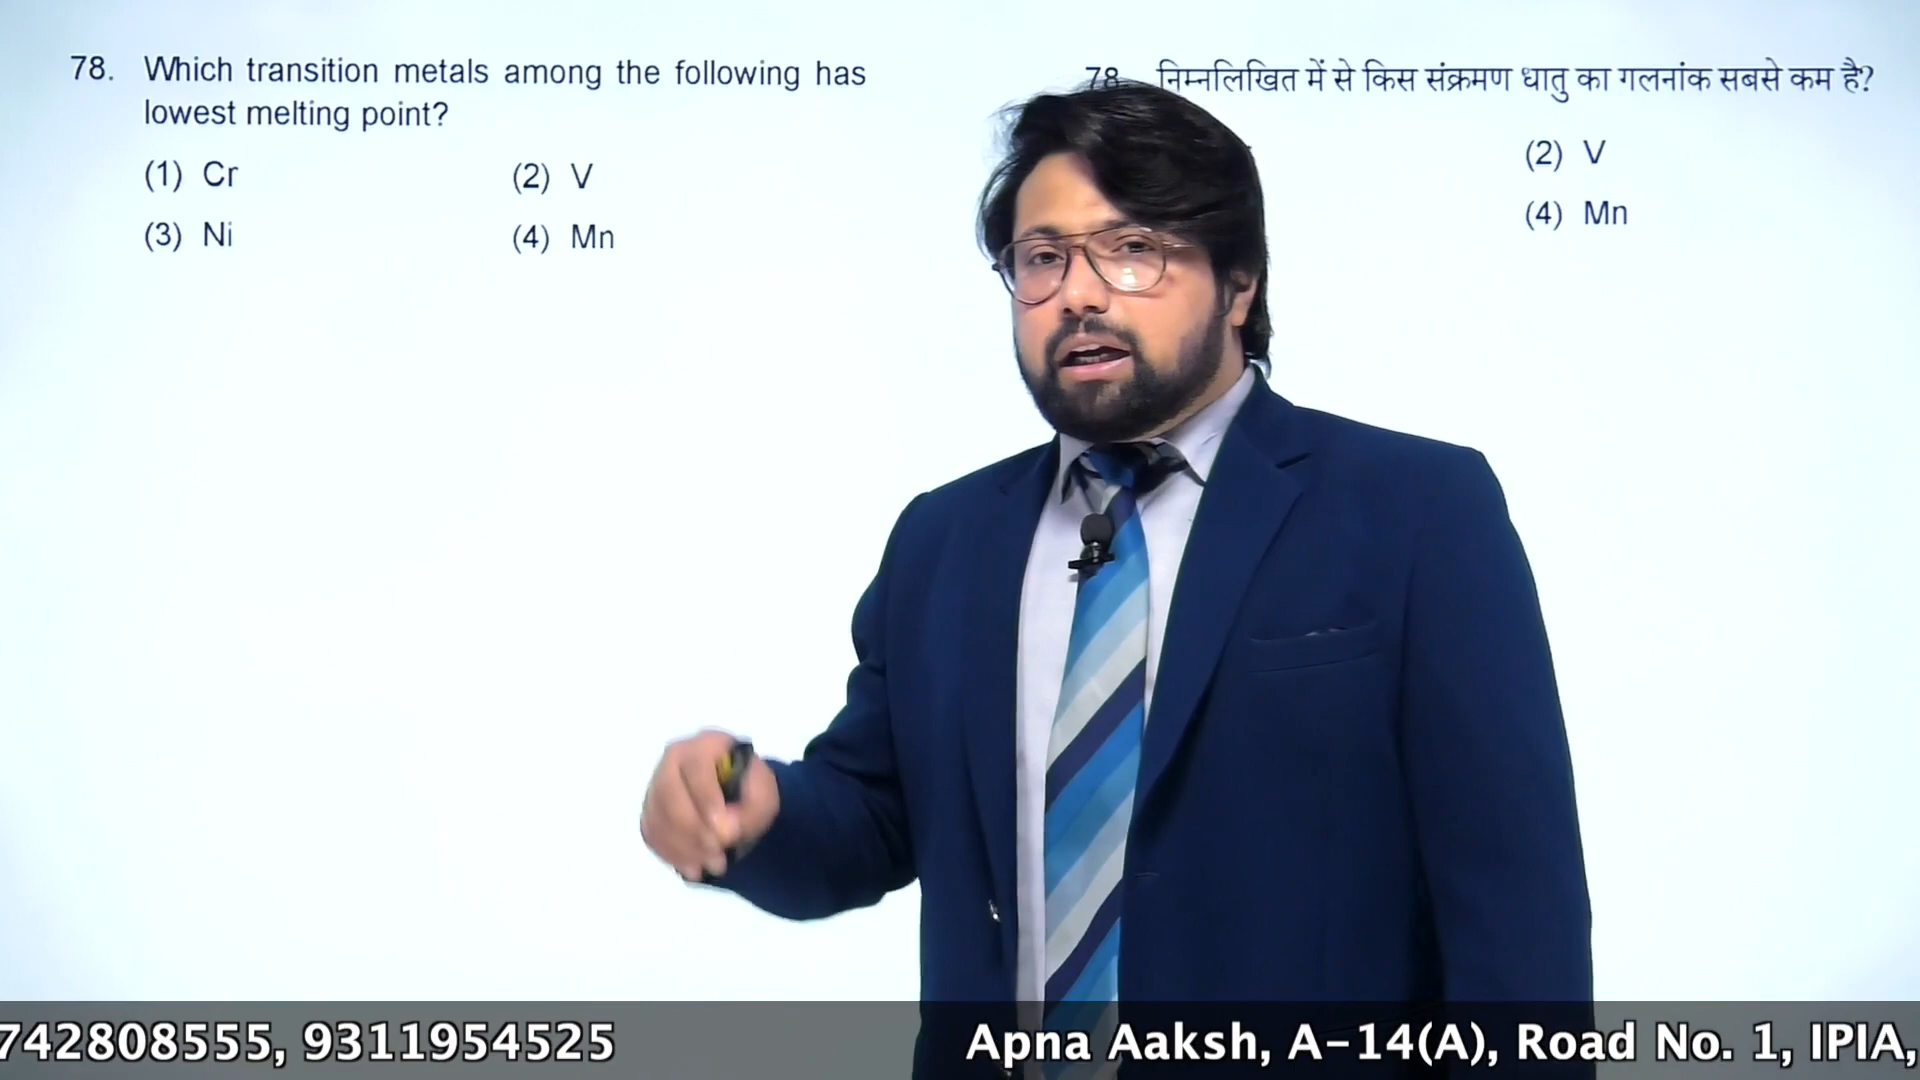 78. Which transition metals among the following has
lowest melting point?
(1) Cr (2) V
(3) Ni (4) Mn
78. निम्नलिखित में से किस संक्रमण धातु का गलनांक सबसे कम है?
(2) V
(4) Mn
742808555, 9311954525 Apna Aaksh, A-14(A), Road No. 1, IPIA,